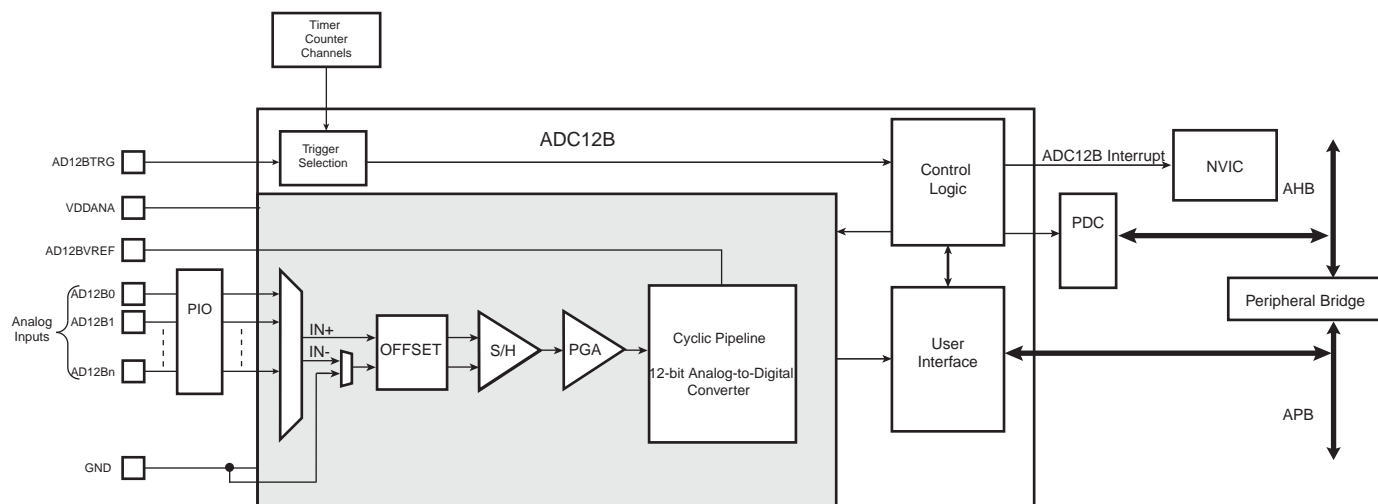 Timer
Counter
Channels
ADC12B
AD12BTRG
Trigger
Selection
Control
Logic
ADC12B Interrupt
NVIC
AHB
VDDANA
PDC
AD12BVREF
Analog
Inputs
AD12B0
AD12B1
AD12Bn
PIO
IN+
IN-
OFFSET
S/H
PGA
Cyclic Pipeline
12-bit Analog-to-Digital
Converter
User
Interface
Peripheral Bridge
APB
GND